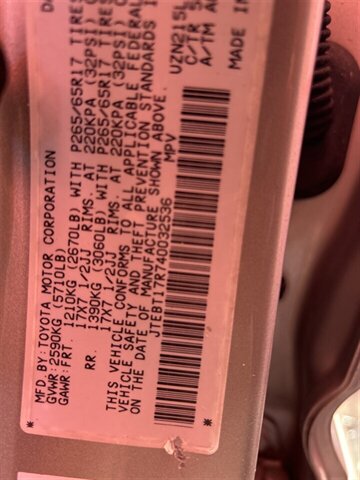 DA
MFD.BY:TOYOTA MOTOR CORPORATION
GVWR:2590KG(5710LB)
GAWR:FRT. 1210KG (2570LB) WITH P265/65R17
17X7 1/2JJ RIMS. AT 220KPA (32PSI) C
RR. 1390KG (3060LB) WITH P265/65R17
17X7 1/2JJ RIMS. AT 220KPA (32PSI) C
THIS VEHICLE CONFORMS TO ALL APPLICABLE FEDERAL
VEHICLE SAFETY AND THEFT PREVENTION STANDARDS I
ON THE DATE OF MANUFACTURE SHOWN ABOVE.
JTEBT17R740032536 MPV
* *
UZN215L
C/TR
A/TM
MADE IN